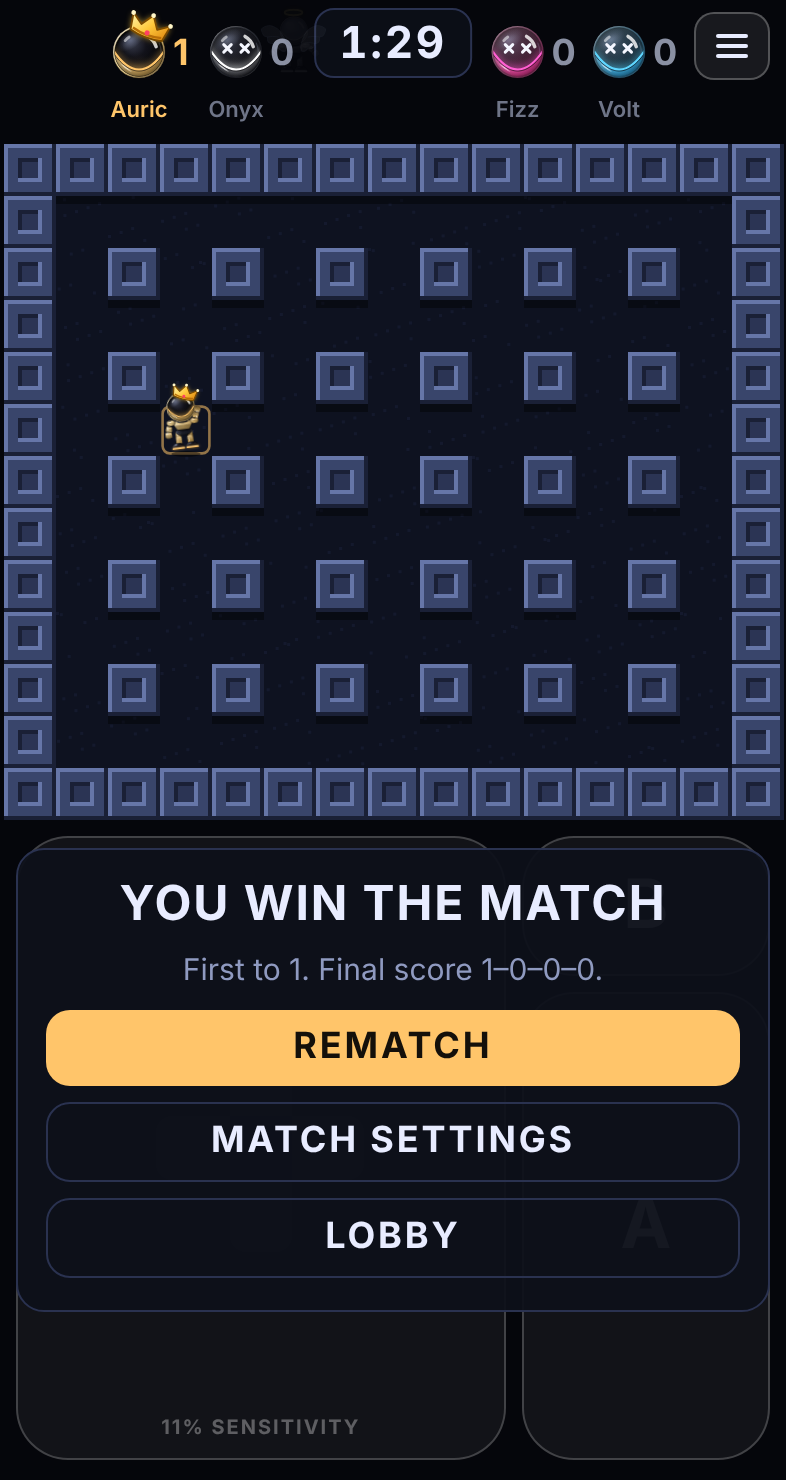 1 0 1:29 0 0
Auric Onyx Fizz Volt
YOU WIN THE MATCH
First to 1. Final score 1–0–0–0.
REMATCH
MATCH SETTINGS
LOBBY
A
11% SENSITIVITY